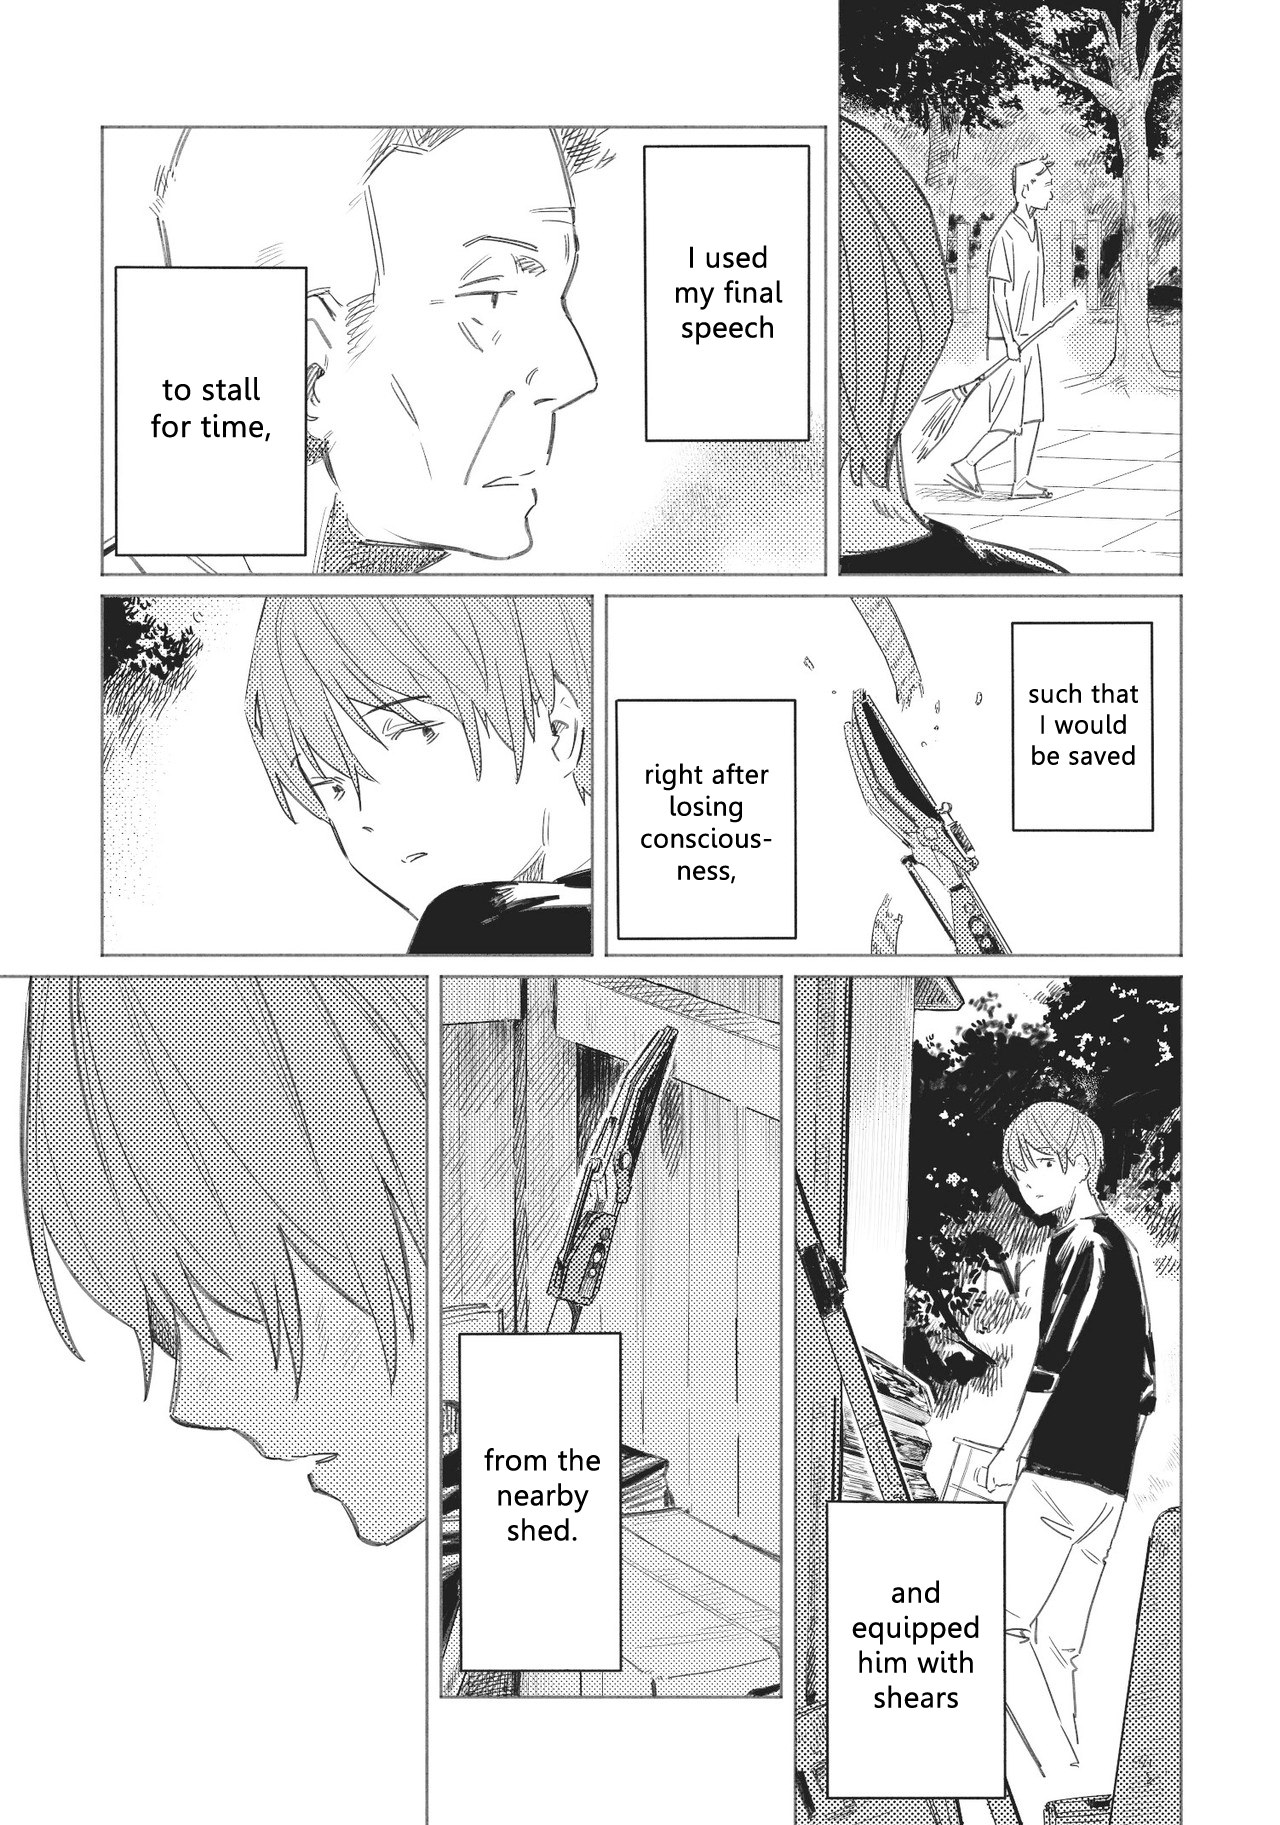 I used
my final
speech
to stall
for time,
such that
I would
be saved
right after
losing
conscious-
ness,
and
equipped
him with
shears
from the
nearby
shed.